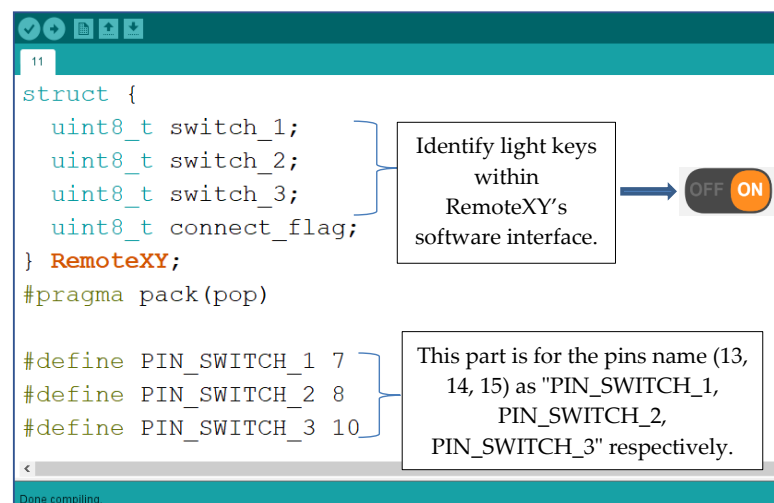 11
struct {
uint8_t switch_1;
uint8_t switch_2;
uint8_t switch_3;
uint8_t connect_flag;
} RemoteXY;
#pragma pack(pop)
Identify light keys
within
RemoteXY’s
software interface.
OFF ON
#define PIN_SWITCH_1 7
#define PIN_SWITCH_2 8
#define PIN_SWITCH_3 10
This part is for the pins name (13,
14, 15) as "PIN_SWITCH_1,
PIN_SWITCH_2,
PIN_SWITCH_3" respectively.
Done compiling.